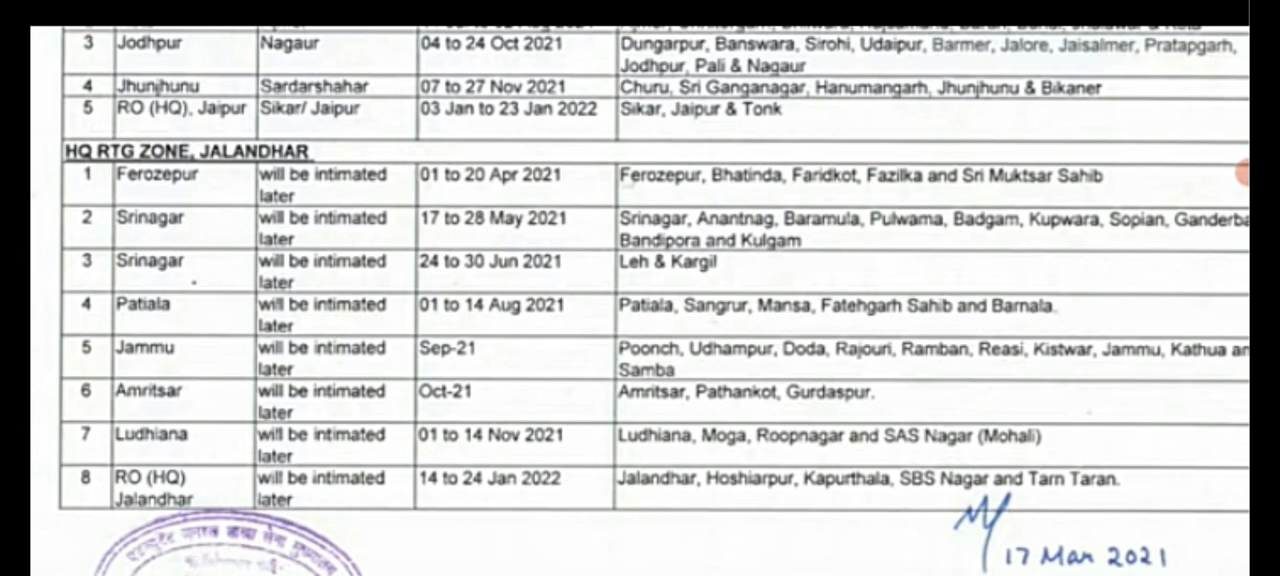 3 Jodhpur Nagaur 04 to 24 Oct 2021 Dungarpur, Banswara, Sirohi, Udaipur, Barmer, Jalore, Jaisalmer, Pratapgarh,
Jodhpur, Pali & Nagaur
4 Jhunjhunu Sardarshahar 07 to 27 Nov 2021 Churu, Sri Ganganagar, Hanumangarh, Jhunjhunu & Bikaner
5 RO (HQ), Jaipur Sikar/ Jaipur 03 Jan to 23 Jan 2022 Sikar, Jaipur & Tonk
HQ RTG ZONE, JALANDHAR
1 Ferozepur will be intimated 01 to 20 Apr 2021 Ferozepur, Bhatinda, Faridkot, Fazilka and Sri Muktsar Sahib
later
2 Srinagar will be intimated 17 to 28 May 2021 Srinagar, Anantnag, Baramula, Pulwama, Badgam, Kupwara, Sopian, Ganderba
later Bandipora and Kulgam
3 Srinagar will be intimated 24 to 30 Jun 2021 Leh & Kargil
later
4 Patiala will be intimated 01 to 14 Aug 2021 Patiala, Sangrur, Mansa, Fatehgarh Sahib and Barnala.
later
5 Jammu will be intimated Sep-21 Poonch, Udhampur, Doda, Rajouri, Ramban, Reasi, Kistwar, Jammu, Kathua an
later Samba
6 Amritsar will be intimated Oct-21 Amritsar, Pathankot, Gurdaspur.
later
7 Ludhiana will be intimated 01 to 14 Nov 2021 Ludhiana, Moga, Roopnagar and SAS Nagar (Mohali)
later
8 RO (HQ) will be intimated 14 to 24 Jan 2022 Jalandhar, Hoshiarpur, Kapurthala, SBS Nagar and Tarn Taran.
Jalandhar later
17 Mar 2021